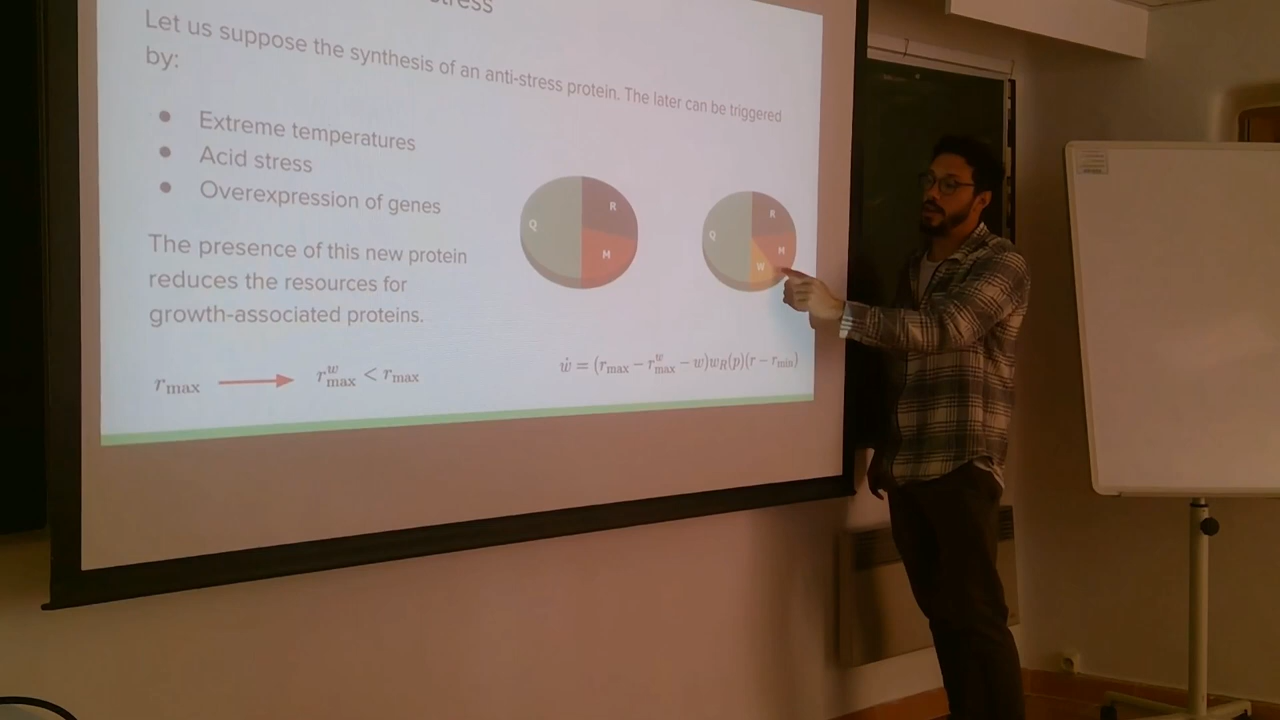 Let us suppose the synthesis of an anti-stress protein. The later can be triggered
by:
● Extreme temperatures
● Acid stress
● Overexpression of genes
Q R M
Q R M W
The presence of this new protein
reduces the resources for
growth-associated proteins.
r_max → r^w_max < r_max
ẇ = (r_max − r^w_max − w)w_R(p)(r − r_min)